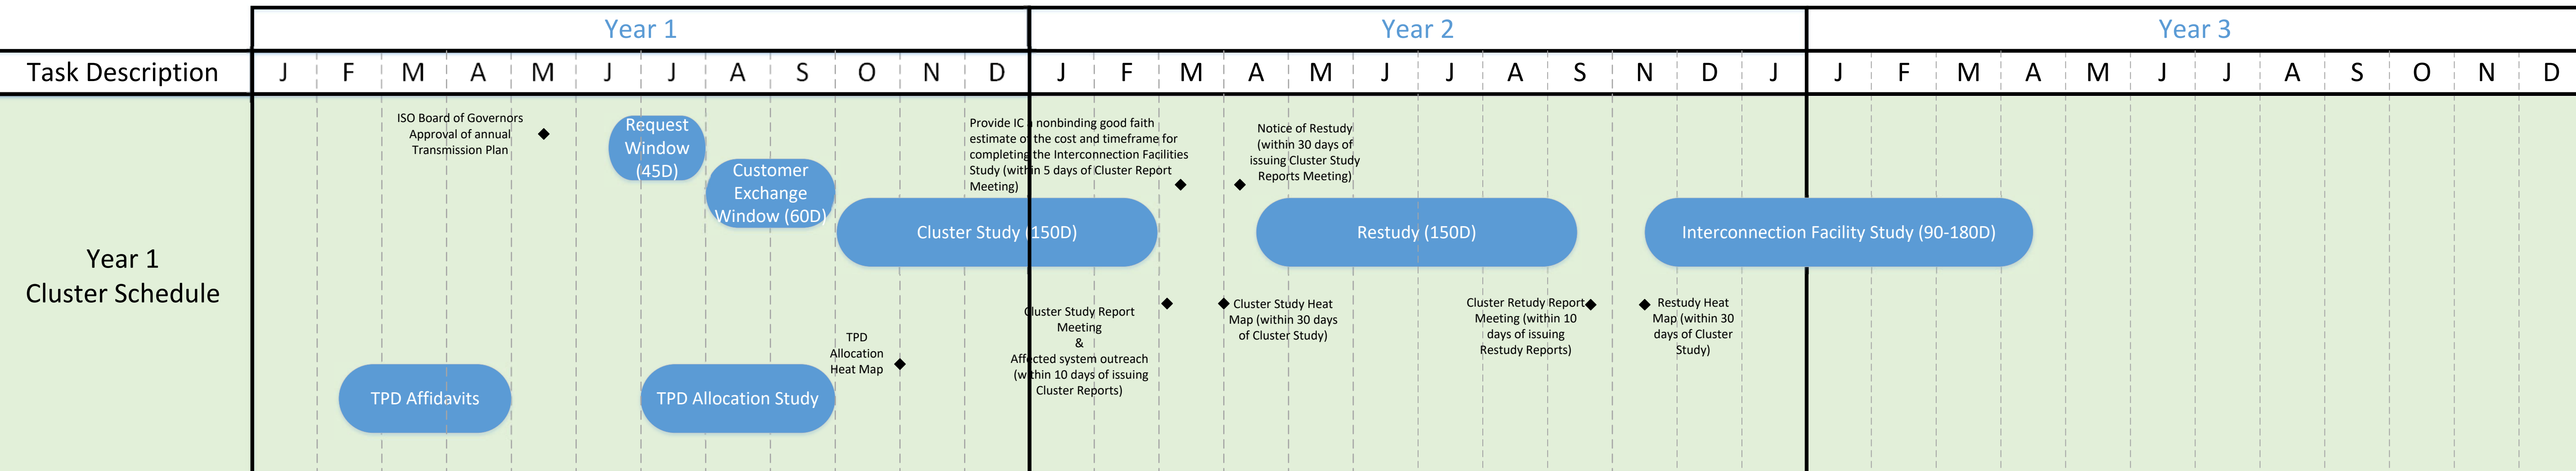 Year 1
Year 2
Year 3
Task Description
J F M A M J J A S O N D J F M A M J J A S N D J J F M A M J J A S O N D
ISO Board of Governors
Approval of annual
Transmission Plan
Request
Window
(45D)
Customer
Exchange
Window (60D)
Provide IC a nonbinding good faith
estimate of the cost and timeframe for
completing the Interconnection Facilities
Study (within 5 days of Cluster Report
Meeting)
Notice of Restudy
(within 30 days of
issuing Cluster Study
Reports Meeting)
Cluster Study (150D)
Restudy (150D)
Interconnection Facility Study (90-180D)
Year 1
Cluster Schedule
Cluster Study Report
Meeting
&
Affected system outreach
(within 10 days of issuing
Cluster Reports)
Cluster Study Heat
Map (within 30 days
of Cluster Study)
Cluster Retudy Report
Meeting (within 10
days of issuing
Restudy Reports)
Restudy Heat
Map (within 30
days of Cluster
Study)
TPD
Allocation
Heat Map
TPD Affidavits
TPD Allocation Study